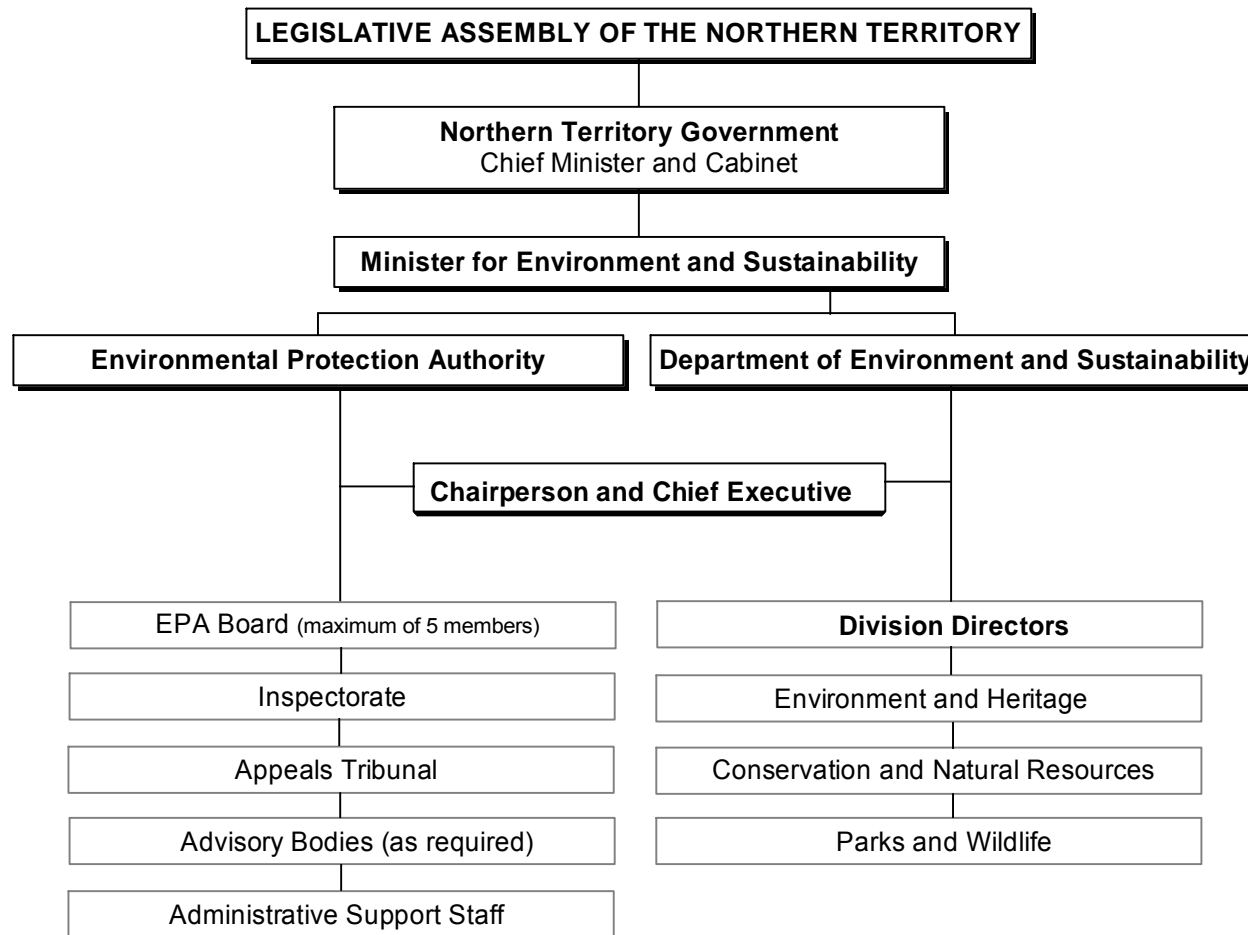 LEGISLATIVE ASSEMBLY OF THE NORTHERN TERRITORY
Northern Territory Government
Chief Minister and Cabinet
Minister for Environment and Sustainability
Environmental Protection Authority
Department of Environment and Sustainability
Chairperson and Chief Executive
EPA Board (maximum of 5 members)
Inspectorate
Appeals Tribunal
Advisory Bodies (as required)
Administrative Support Staff
Division Directors
Environment and Heritage
Conservation and Natural Resources
Parks and Wildlife